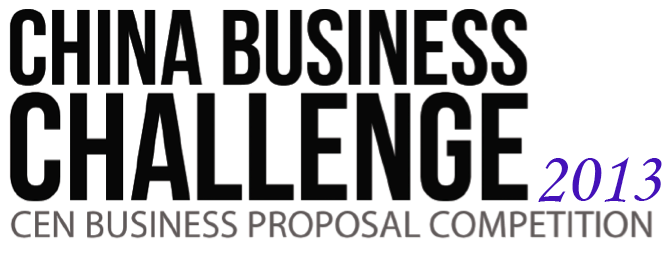 CHINA BUSINESS
CHALLENGE 2013
CEN BUSINESS PROPOSAL COMPETITION